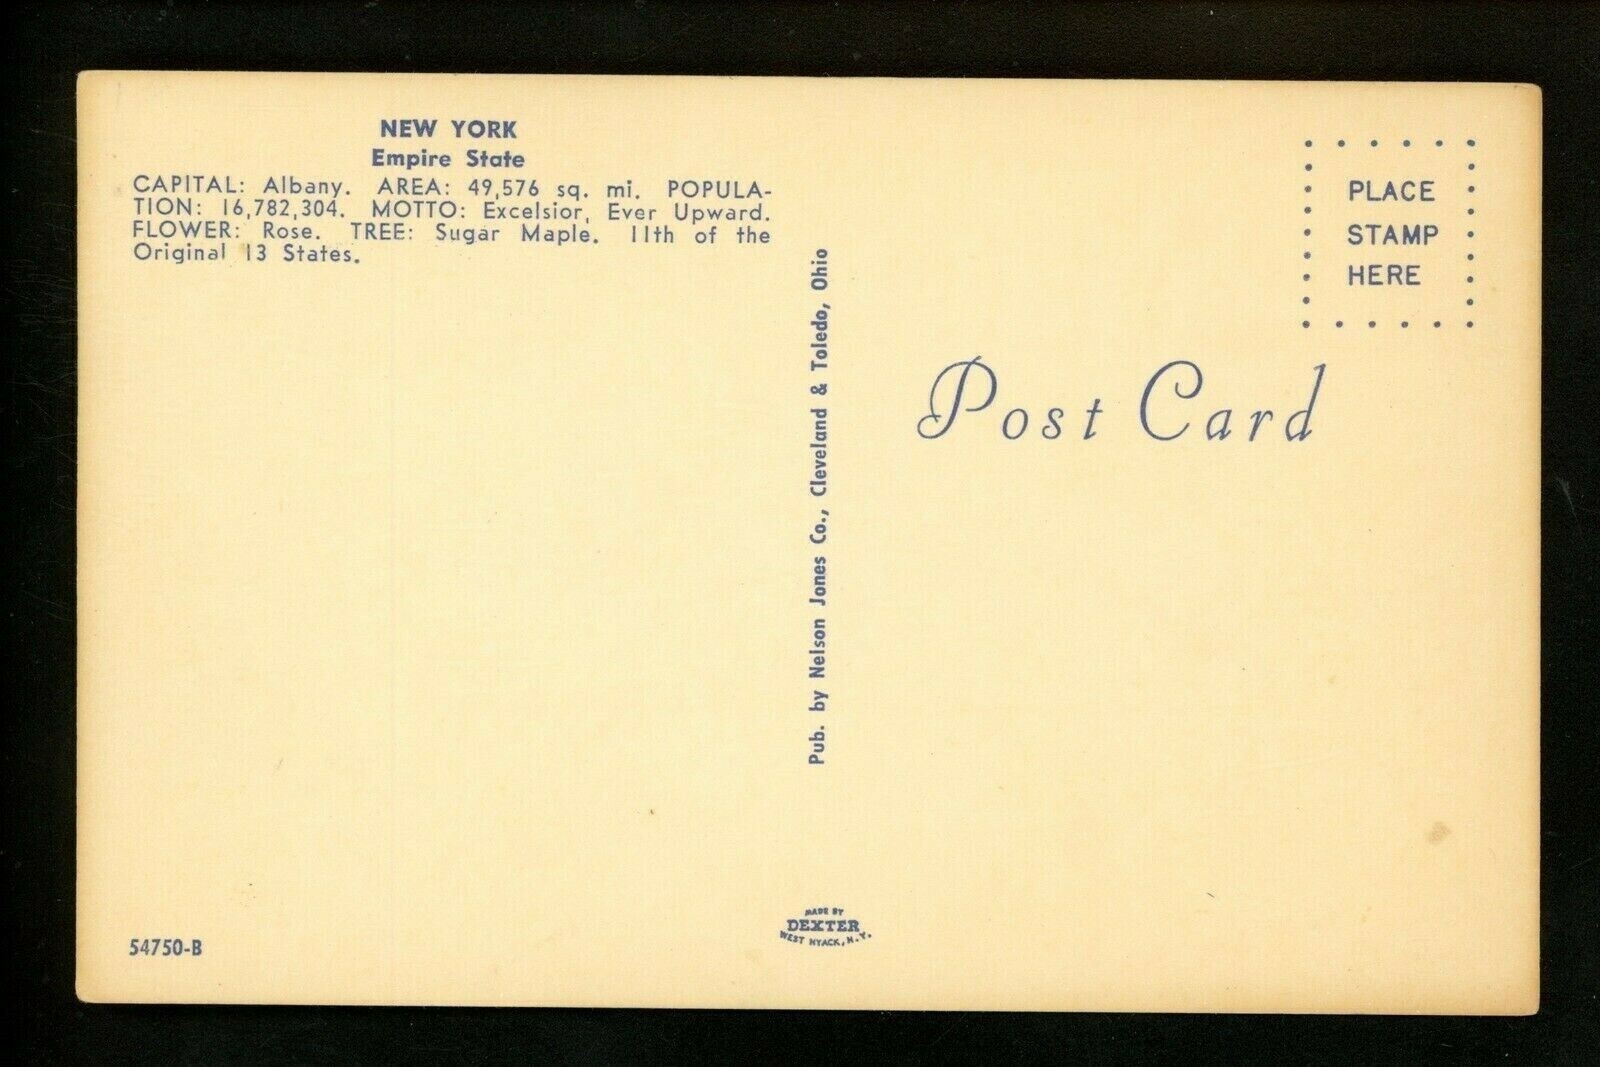 NEW YORK
Empire State
CAPITAL: Albany. AREA: 49,576 sq. mi. POPULA-
TION: 16,782,304. MOTTO: Excelsior, Ever Upward.
FLOWER: Rose. TREE: Sugar Maple. 11th of the
Original 13 States.
PLACE
STAMP
HERE
Post Card
Pub. by Nelson Jones Co., Cleveland & Toledo, Ohio
MADE BY
DEXTER
WEST NYACK, N.Y.
54750-B